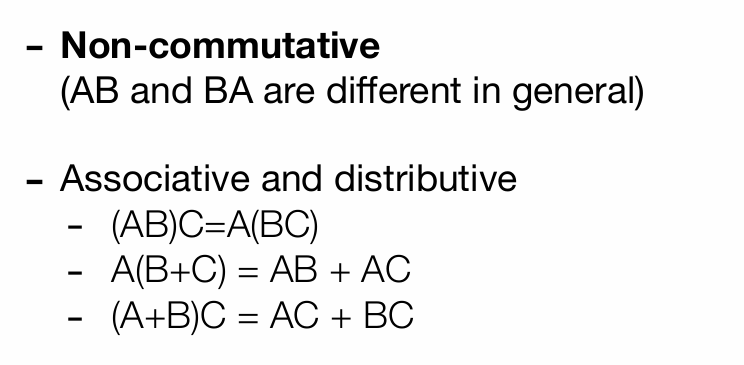 - Non-commutative
(AB and BA are different in general)
- Associative and distributive
- (AB)C=A(BC)
- A(B+C) = AB + AC
- (A+B)C = AC + BC